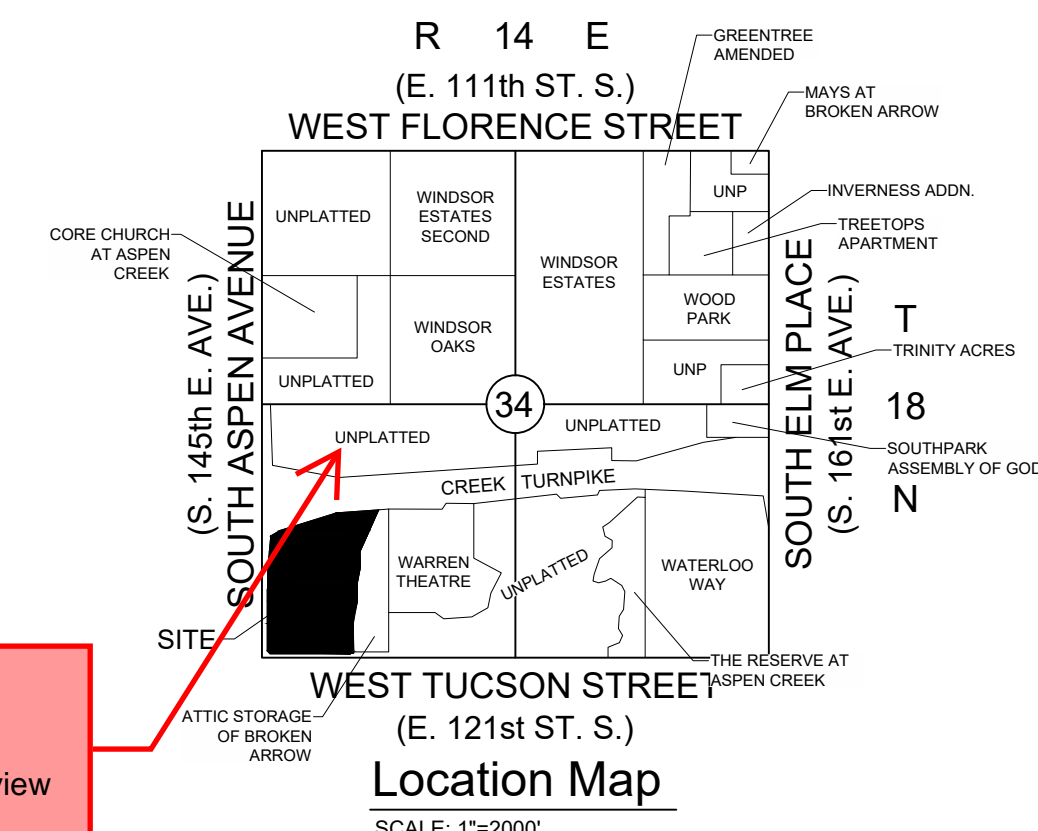 R 14 E
(E. 111th ST. S.)
WEST FLORENCE STREET
GREENTREE
AMENDED
MAYS AT
BROKEN ARROW
UNPLATTED
WINDSOR
ESTATES
SECOND
WINDSOR
ESTATES
UNP
INVERNESS ADDN.
TREETOPS
APARTMENT
CORE CHURCH
AT ASPEN
CREEK
WINDSOR
OAKS
WOOD
PARK
UNPLATTED
UNP
TRINITY ACRES
SOUTH ASPEN AVENUE
(S. 145th E. AVE.)
SOUTH ELM PLACE
(S. 161st E. AVE.)
T
18
N
34
UNPLATTED
UNPLATTED
SOUTHPARK
ASSEMBLY OF GOD
CREEK TURNPIKE
WARREN
THEATRE
UNPLATTED
WATERLOO
WAY
SITE
THE RESERVE AT
ASPEN CREEK
ATTIC STORAGE
OF BROKEN
ARROW
WEST TUCSON STREET
(E. 121st ST. S.)
Location Map
SCALE: 1"=2000'
view